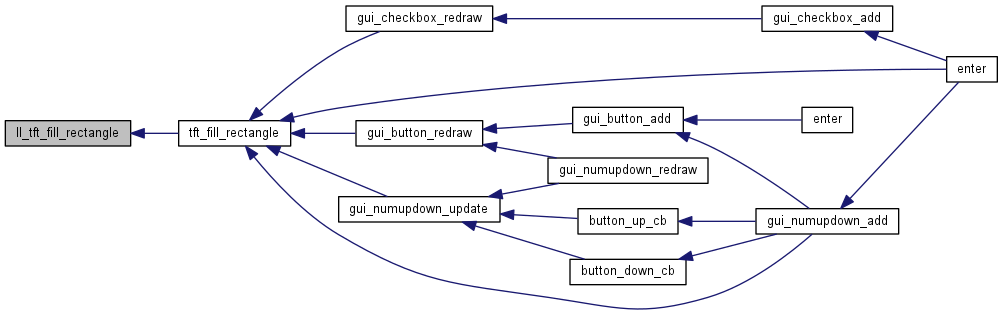 gui_checkbox_redraw
gui_checkbox_add
enter
ll_tft_fill_rectangle
tft_fill_rectangle
gui_button_redraw
gui_button_add
enter
gui_numupdown_redraw
gui_numupdown_update
button_up_cb
gui_numupdown_add
button_down_cb